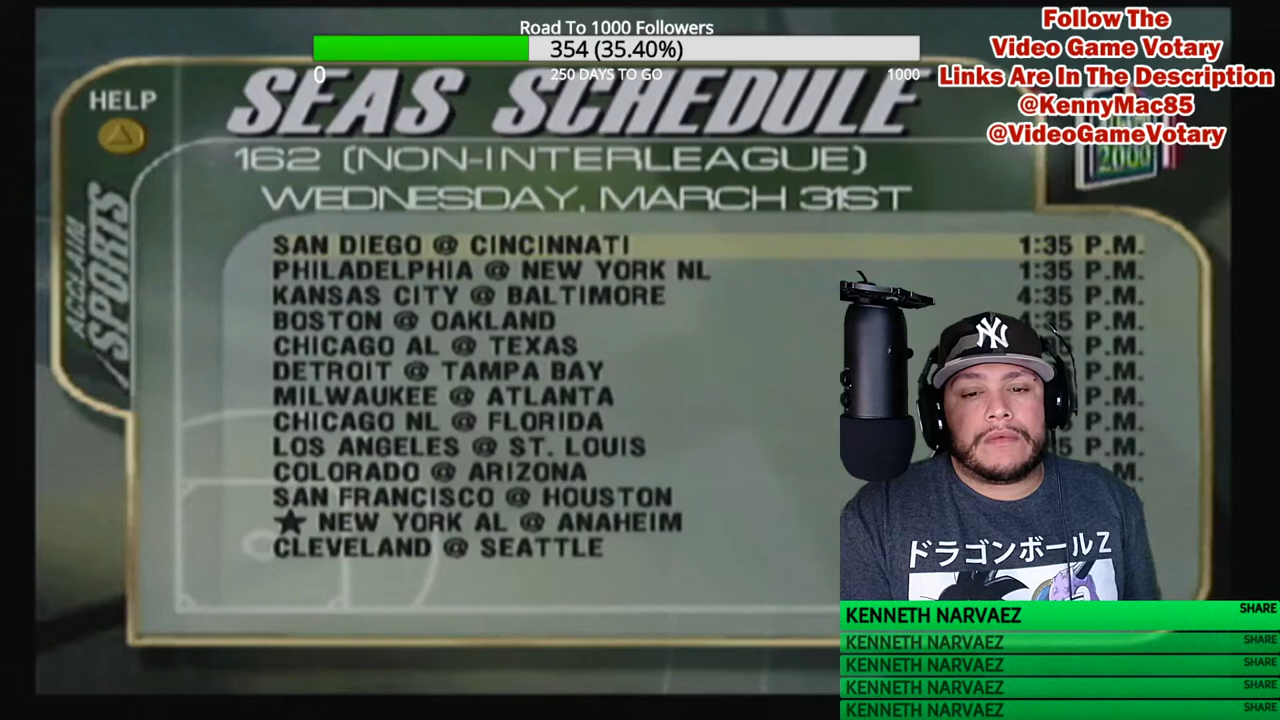 Road To 1000 Followers
354 (35.40%)
0 250 DAYS TO GO 1000
Follow The
Video Game Votary
Links Are In The Description
@KennyMac85
@VideoGameVotary
HELP
SEAS SCHEDULE
2000
162 (NON-INTERLEAGUE)
WEDNESDAY, MARCH 31ST
ACCLAIM
SPORTS
SAN DIEGO @ CINCINNATI 1:35 P.M.
PHILADELPHIA @ NEW YORK NL 1:35 P.M.
KANSAS CITY @ BALTIMORE 4:35 P.M.
BOSTON @ OAKLAND 4:35 P.M.
CHICAGO AL @ TEXAS P.M.
DETROIT @ TAMPA BAY P.M.
MILWAUKEE @ ATLANTA P.M.
CHICAGO NL @ FLORIDA P.M.
LOS ANGELES @ ST. LOUIS P.M.
COLORADO @ ARIZONA
SAN FRANCISCO @ HOUSTON
★ NEW YORK AL @ ANAHEIM
CLEVELAND @ SEATTLE
NY
ドラゴンボールZ
KENNETH NARVAEZ SHARE
KENNETH NARVAEZ SHARE
KENNETH NARVAEZ SHARE
KENNETH NARVAEZ SHARE
KENNETH NARVAEZ SHARE